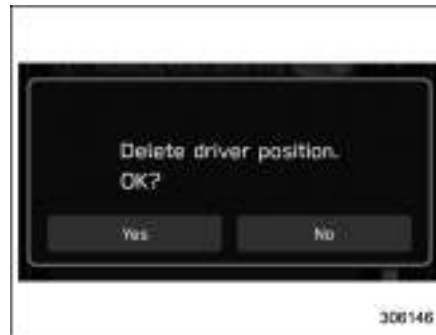 Delete driver position.
OK?
Yes
No
306146